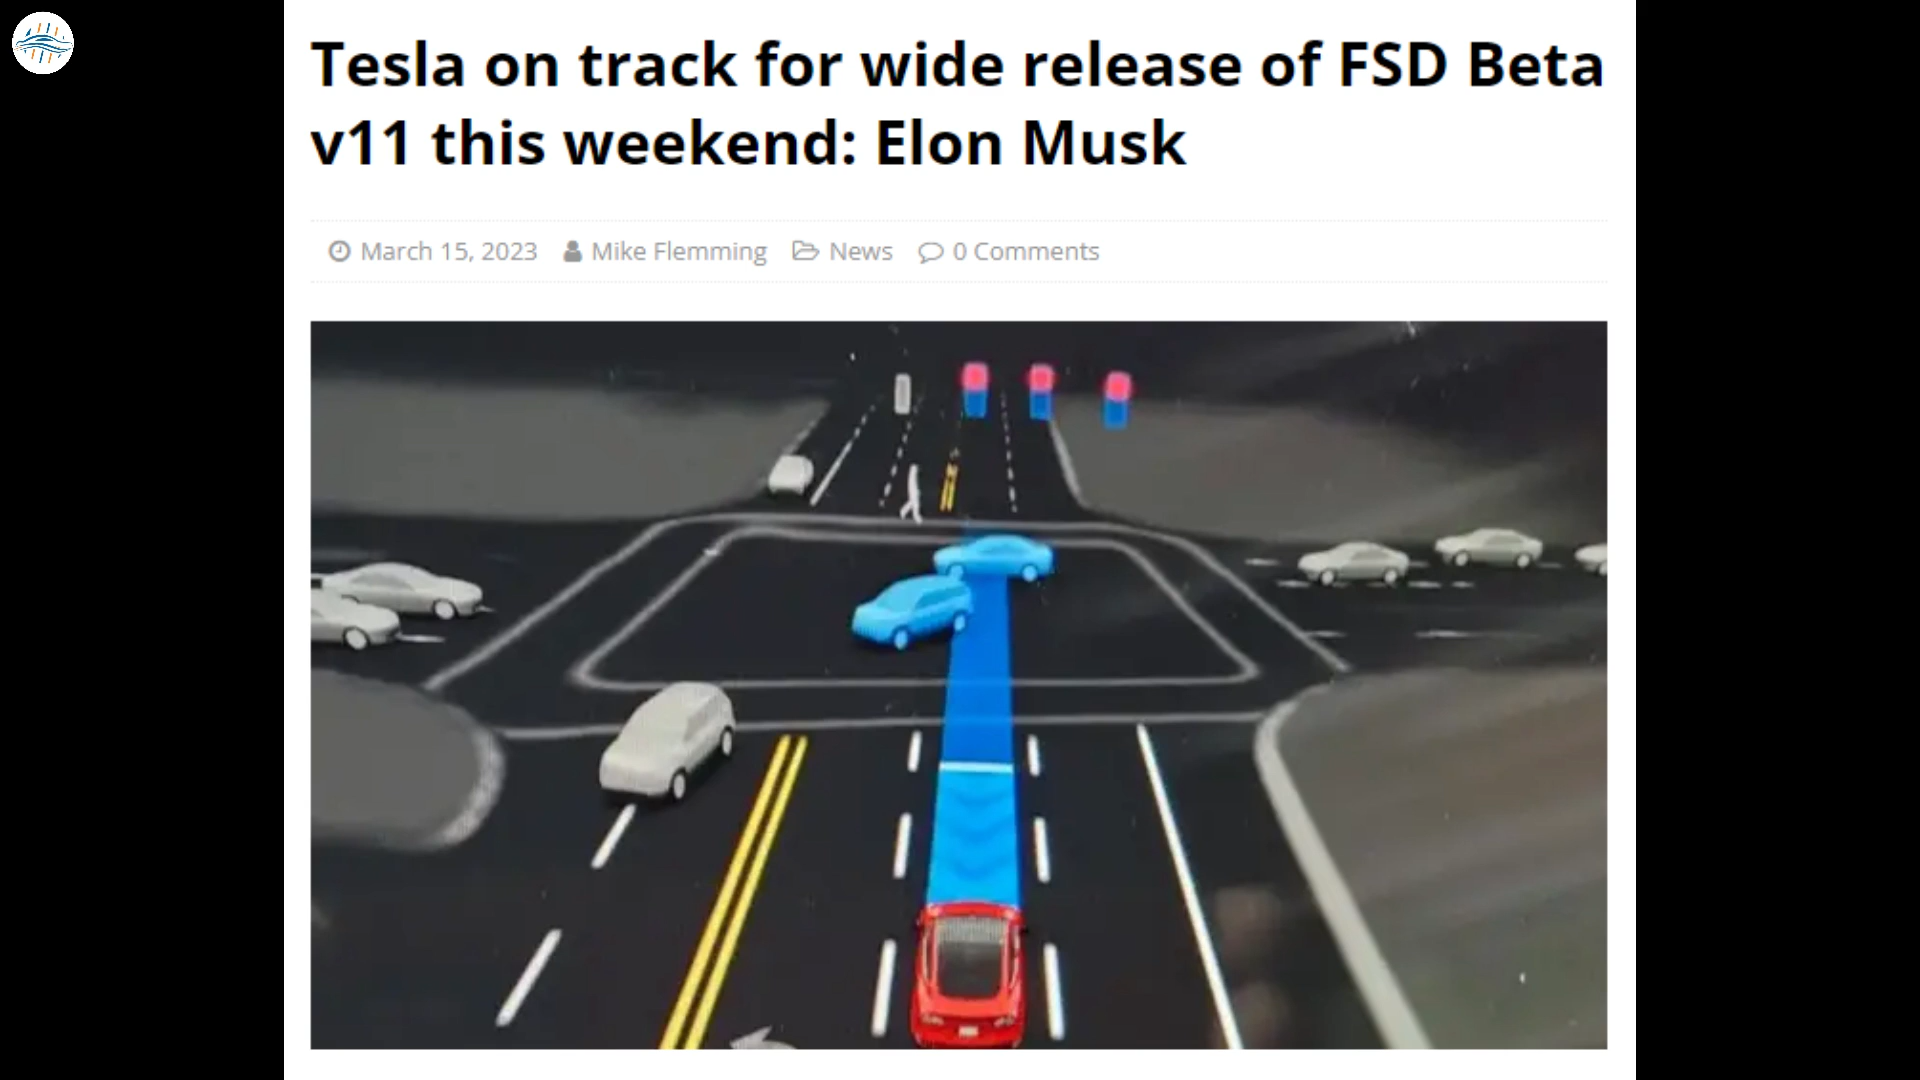 Tesla on track for wide release of FSD Beta
v11 this weekend: Elon Musk
March 15, 2023 Mike Flemming News 0 Comments